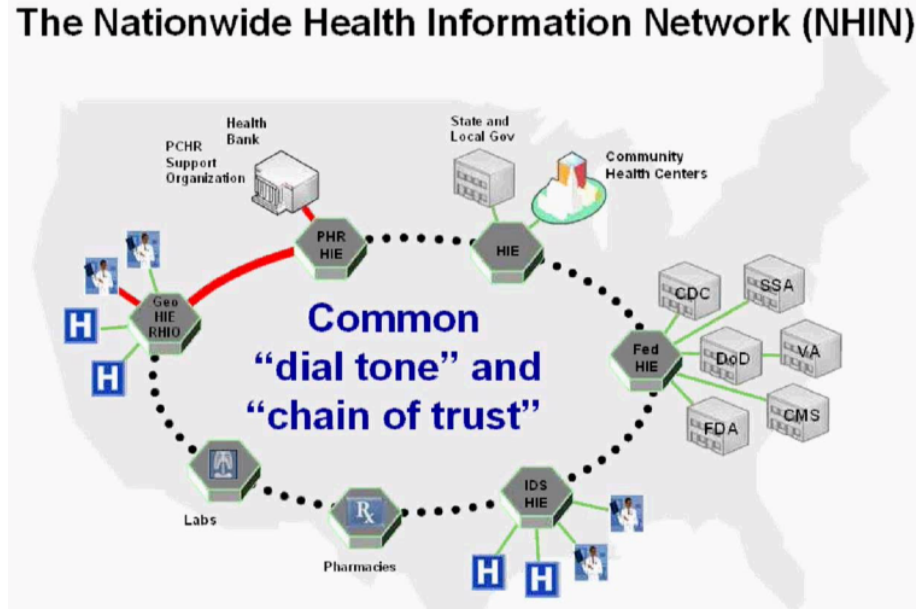 The Nationwide Health Information Network (NHIN)
Health
Bank
PCHR
Support
Organization
State and
Local Gov
Community
Health Centers
PHR
HIE
HIE
Geo
HIE
RHIO
H
H
Common
“dial tone” and
“chain of trust”
Fed
HIE
CDC
SSA
DoD
VA
FDA
CMS
Labs
Rx
Pharmacies
IDS
HIE
H
H